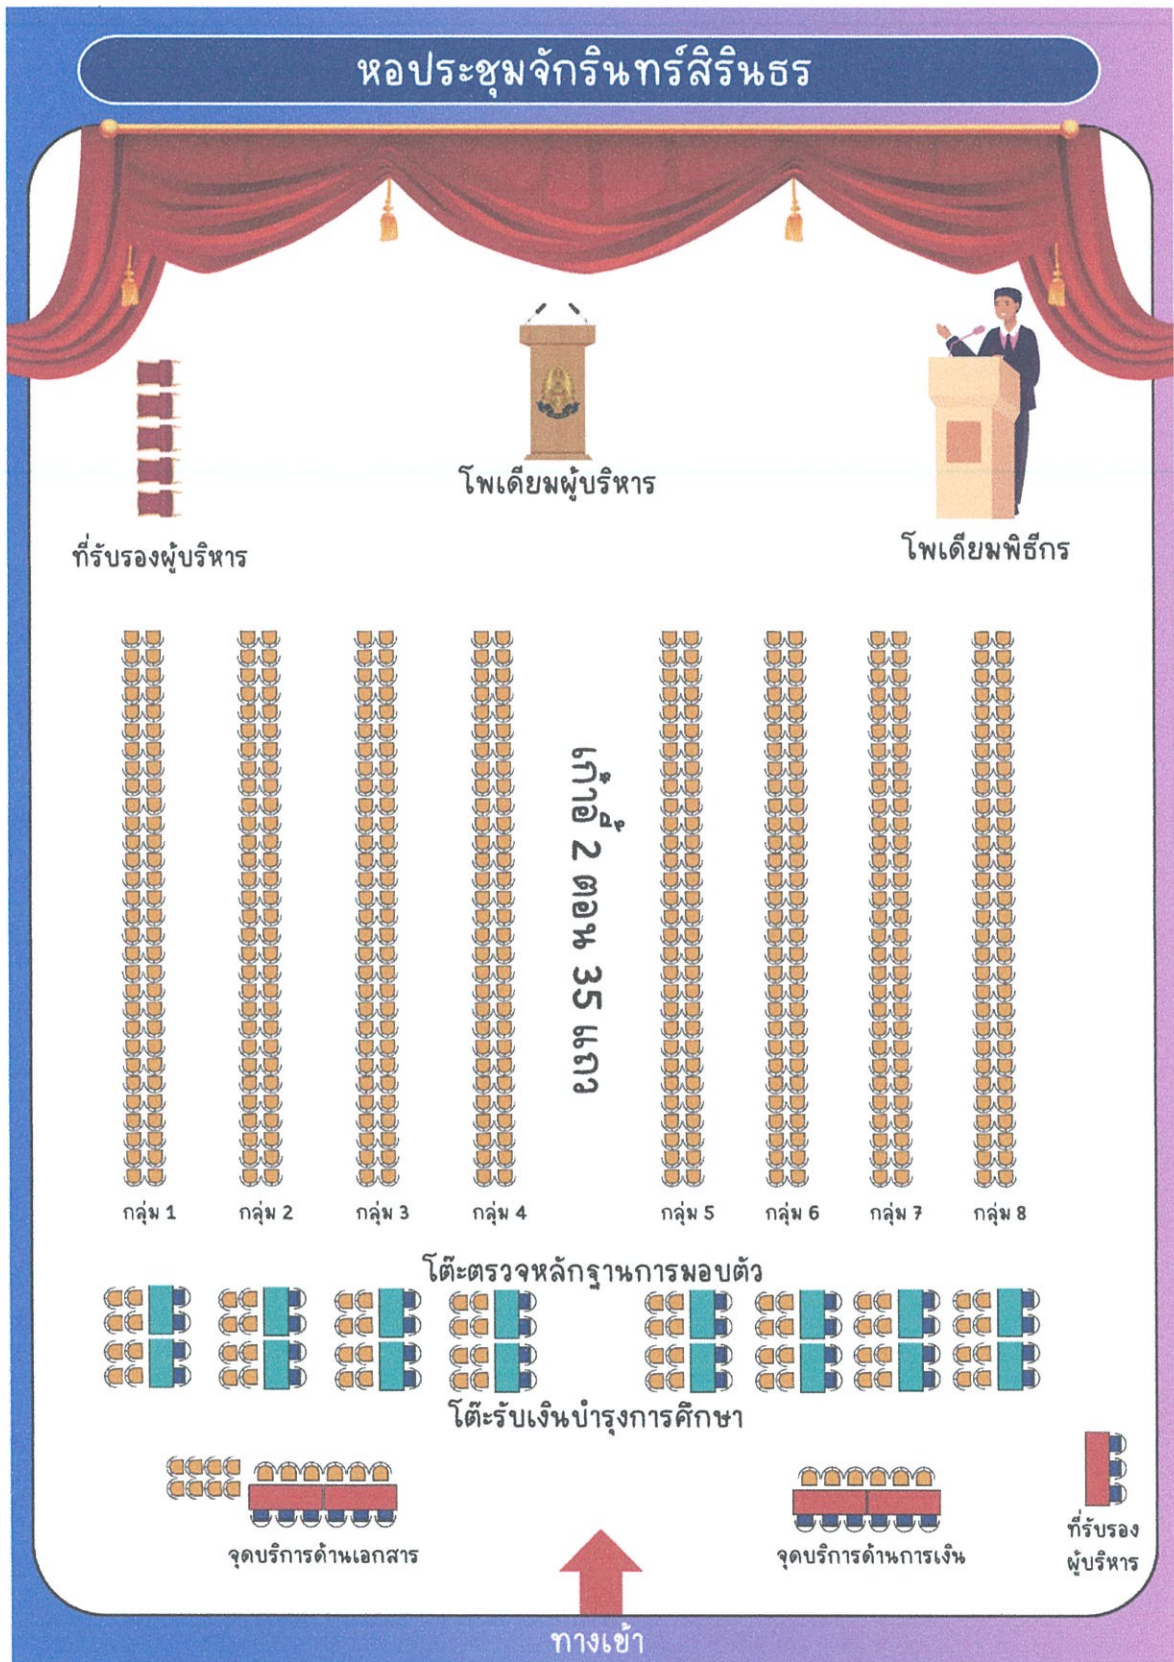 หอประชุมจักรินทร์สิรินธร
โพเดียมผู้บริหาร
ที่รับรองผู้บริหาร
โพเดียมพิธีกร
เก้าอี้ 2 ตอน 35 แถว
กลุ่ม 1
กลุ่ม 2
กลุ่ม 3
กลุ่ม 4
กลุ่ม 5
กลุ่ม 6
กลุ่ม 7
กลุ่ม 8
โต๊ะตรวจหลักฐานการมอบตัว
โต๊ะรับเงินบำรุงการศึกษา
จุดบริการด้านเอกสาร
จุดบริการด้านการเงิน
ที่รับรอง
ผู้บริหาร
ทางเข้า